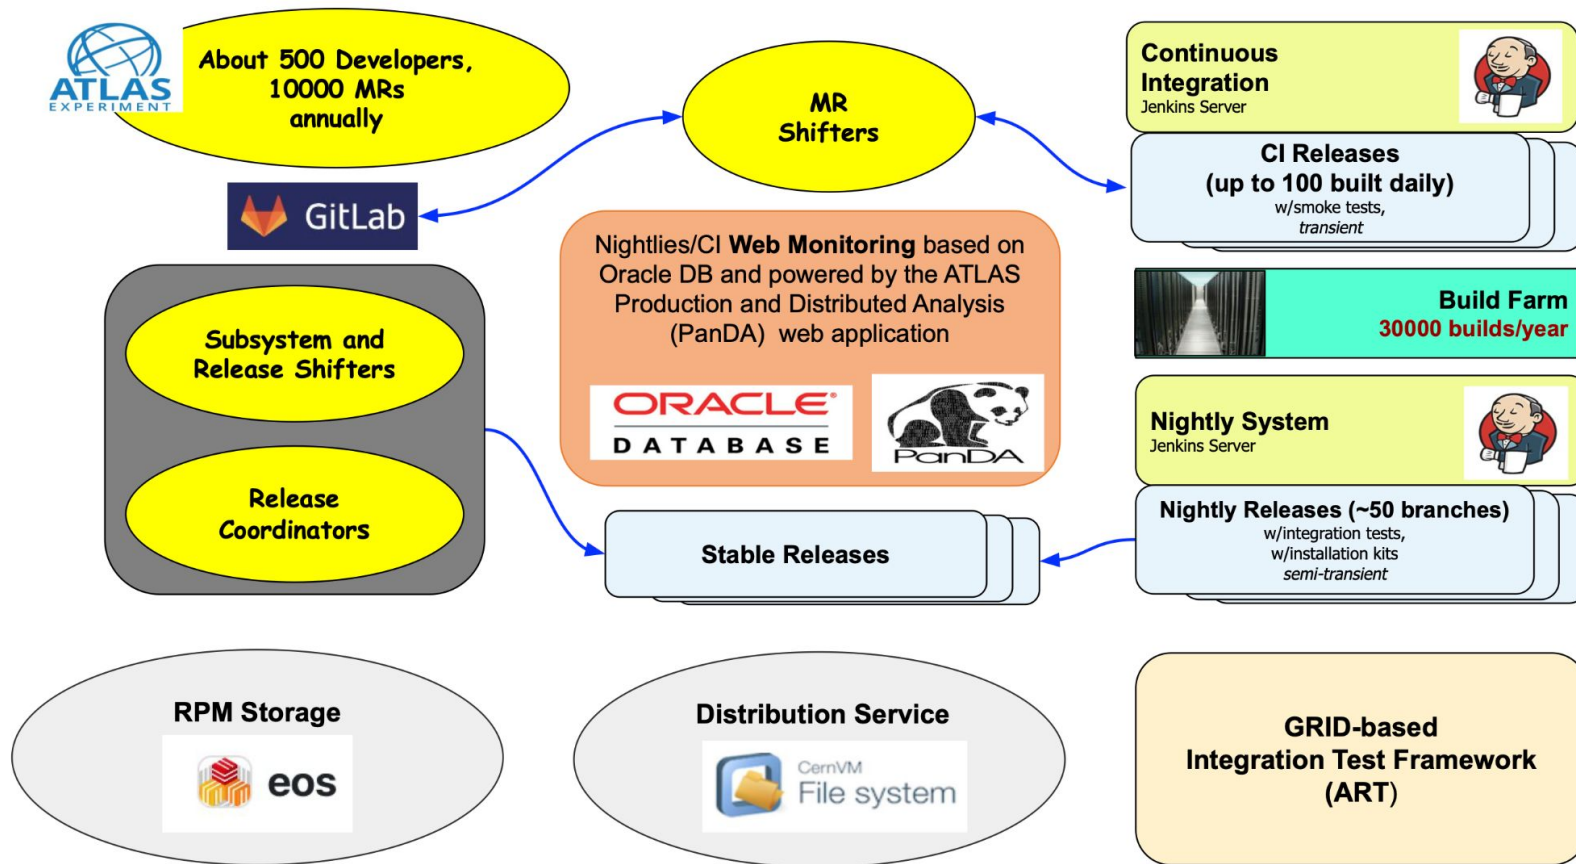 ATLAS
EXPERIMENT
About 500 Developers,
10000 MRs
annually
MR
Shifters
Continuous
Integration
Jenkins Server
CI Releases
(up to 100 built daily)
w/smoke tests,
transient
GitLab
Nightlies/CI Web Monitoring based on
Oracle DB and powered by the ATLAS
Production and Distributed Analysis
(PanDA) web application
ORACLE®
DATABASE
PanDA
Build Farm
30000 builds/year
Subsystem and
Release Shifters
Release
Coordinators
Nightly System
Jenkins Server
Nightly Releases (~50 branches)
w/integration tests,
w/installation kits
semi-transient
Stable Releases
RPM Storage
eos
Distribution Service
CernVM
File system
GRID-based
Integration Test Framework
(ART)